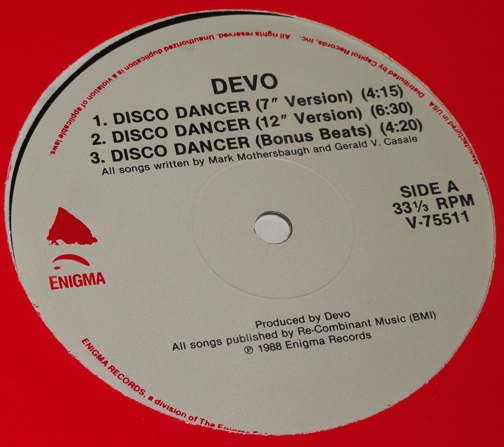 DEVO
1. DISCO DANCER (7" Version) (4:15)
2. DISCO DANCER (12" Version) (6:30)
3. DISCO DANCER (Bonus Beats) (4:20)
All songs written by Mark Mothersbaugh and Gerald V. Casale
SIDE A
33 1/3 RPM
V-75511
ENIGMA
Produced by Devo
All songs published by Re-Combinant Music (BMI)
℗ 1988 Enigma Records
ENIGMA RECORDS, a division of The
Manufactured in USA
Distributed by Capitol Records, Inc. All rights reserved. Unauthorized duplication is a violation of applicable laws.